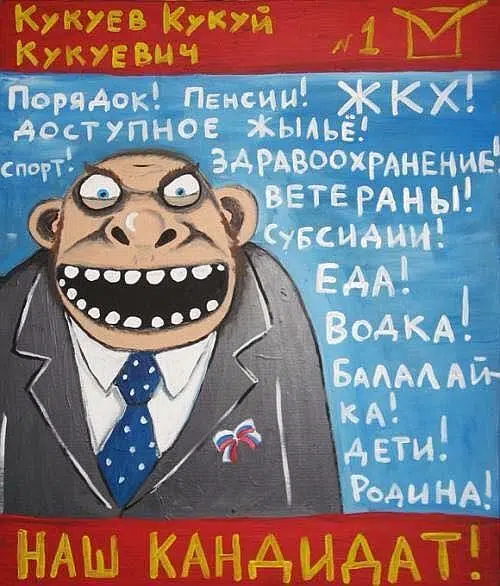 Кукуев Кукуй
Кукуевич
№1
Порядок! Пенсии! ЖКХ!
доступное жыльё!
спорт! Здравоохранение!
Ветераны!
субсидии!
Еда!
Водка!
Балалай-
ка!
Дети!
Родина!
НАШ КАНДИДАТ!